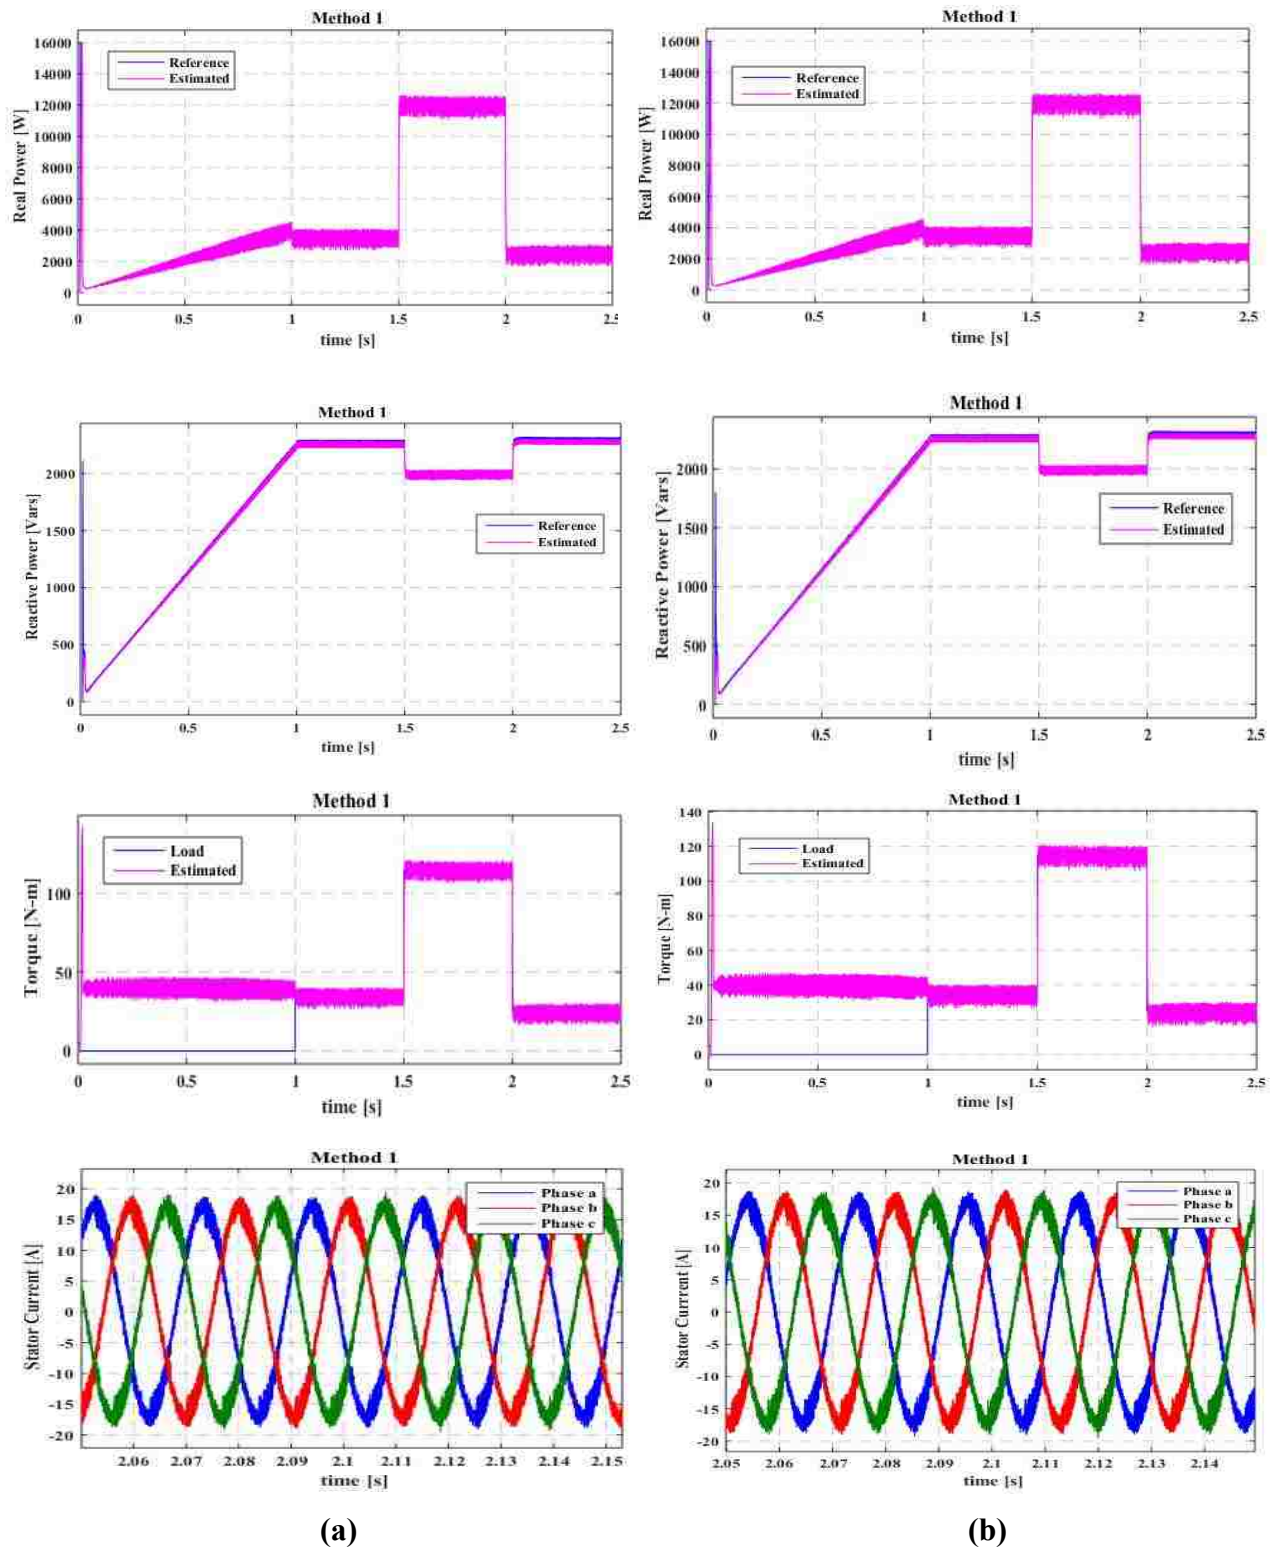 Method 1
Real Power [W]
16000
14000
12000
10000
8000
6000
4000
2000
0
Reference
Estimated
0 0.5 1 1.5 2 2.5
time [s]
Method 1
Real Power [W]
16000
14000
12000
10000
8000
6000
4000
2000
0
Reference
Estimated
0 0.5 1 1.5 2 2.5
time [s]
Method 1
Reactive Power [Vars]
2000
1500
1000
500
0
Reference
Estimated
0 0.5 1 1.5 2 2.5
time [s]
Method 1
Reactive Power [Vars]
2000
1500
1000
500
0
Reference
Estimated
0 0.5 1 1.5 2 2.5
time [s]
Method 1
Torque [N-m]
100
50
0
Load
Estimated
0 0.5 1 1.5 2 2.5
time [s]
Method 1
Torque [N-m]
140
120
100
80
60
40
20
0
Load
Estimated
0 0.5 1 1.5 2 2.5
time [s]
Method 1
Stator Current [A]
20
15
10
5
0
-5
-10
-15
-20
Phase a
Phase b
Phase c
2.06 2.07 2.08 2.09 2.1 2.11 2.12 2.13 2.14 2.15
time [s]
Method 1
Stator Currrent [A]
20
15
10
5
0
-5
-10
-15
-20
Phase a
Phase b
Phase c
2.05 2.06 2.07 2.08 2.09 2.1 2.11 2.12 2.13 2.14
time [s]
(a)
(b)